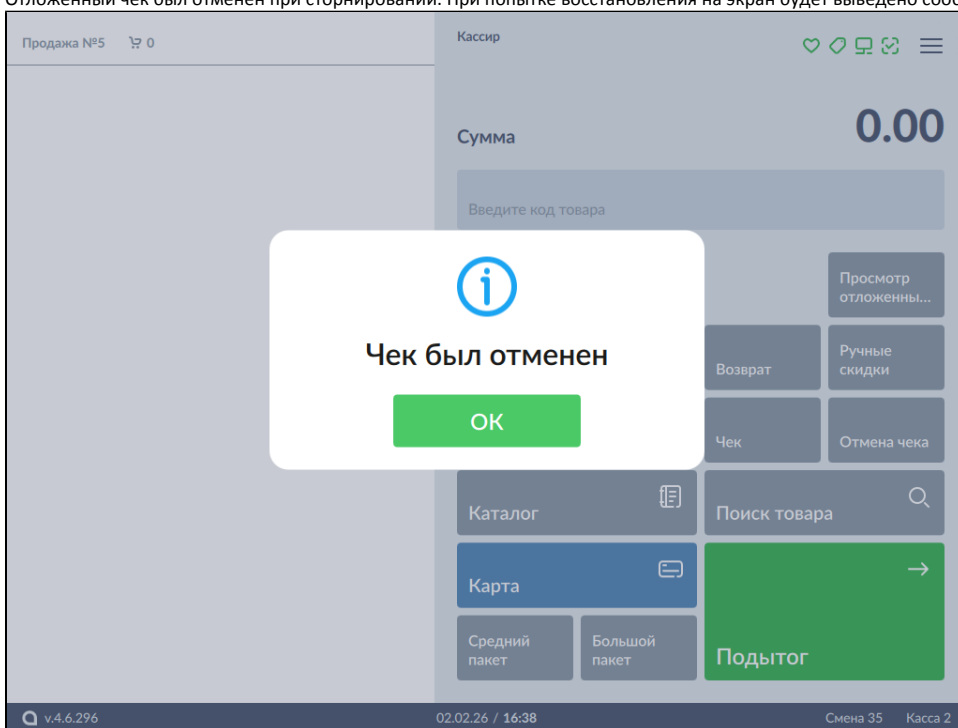 Отложенный чек был отменен при сторнировании. При попытке восстановления на экран будет выведено сооб
Продажа №5 0
Кассир
Сумма 0.00
Введите код товара
Просмотр
отложенны...
Чек был отменен
ОК
Возврат
Ручные
скидки
Чек
Отмена чека
Каталог
Поиск товара
Карта
Средний
пакет
Большой
пакет
Подытог
v.4.6.296 02.02.26 / 16:38 Смена 35 Касса 2